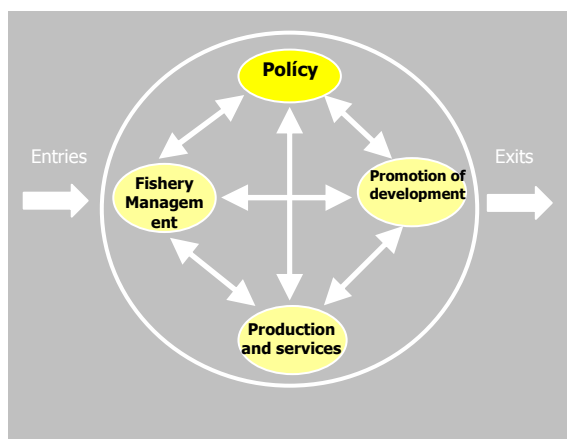 Polícy
Entries
Exits
Fishery
Managem
ent
Promotion of
development
Production
and services